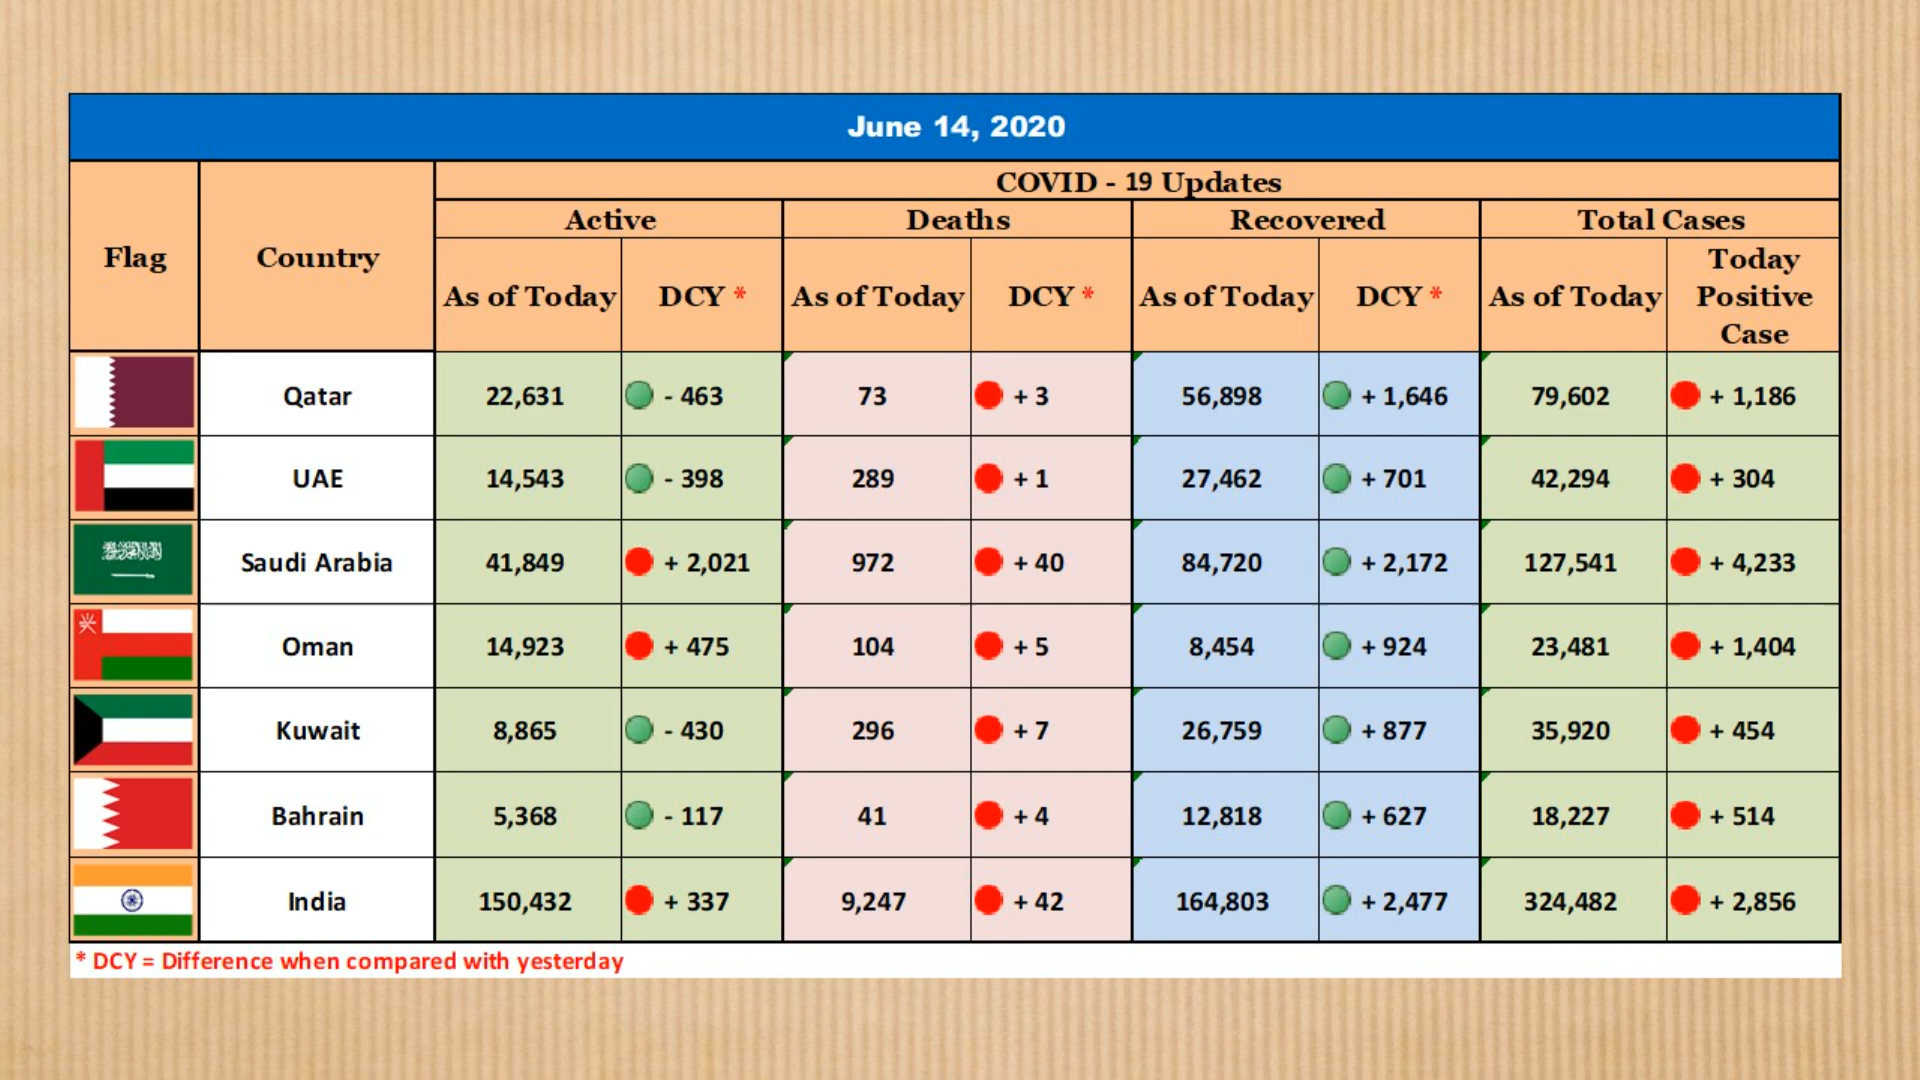 June 14, 2020
COVID - 19 Updates
Flag Country Active Deaths Recovered Total Cases
As of Today DCY * As of Today DCY * As of Today DCY * As of Today Today Positive Case
Qatar 22,631 - 463 73 + 3 56,898 + 1,646 79,602 + 1,186
UAE 14,543 - 398 289 + 1 27,462 + 701 42,294 + 304
Saudi Arabia 41,849 + 2,021 972 + 40 84,720 + 2,172 127,541 + 4,233
Oman 14,923 + 475 104 + 5 8,454 + 924 23,481 + 1,404
Kuwait 8,865 - 430 296 + 7 26,759 + 877 35,920 + 454
Bahrain 5,368 - 117 41 + 4 12,818 + 627 18,227 + 514
India 150,432 + 337 9,247 + 42 164,803 + 2,477 324,482 + 2,856
* DCY = Difference when compared with yesterday